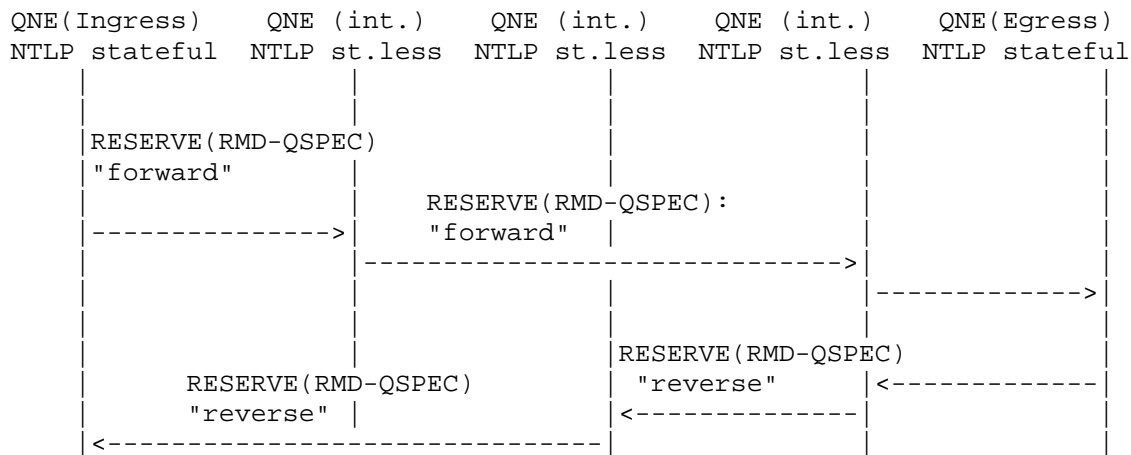 QNE(Ingress) QNE (int.) QNE (int.) QNE (int.) QNE(Egress)
NTLP stateful NTLP st.less NTLP st.less NTLP st.less NTLP stateful
RESERVE(RMD-QSPEC)
"forward"
RESERVE(RMD-QSPEC):
"forward"
RESERVE(RMD-QSPEC)
"reverse"
RESERVE(RMD-QSPEC)
"reverse"